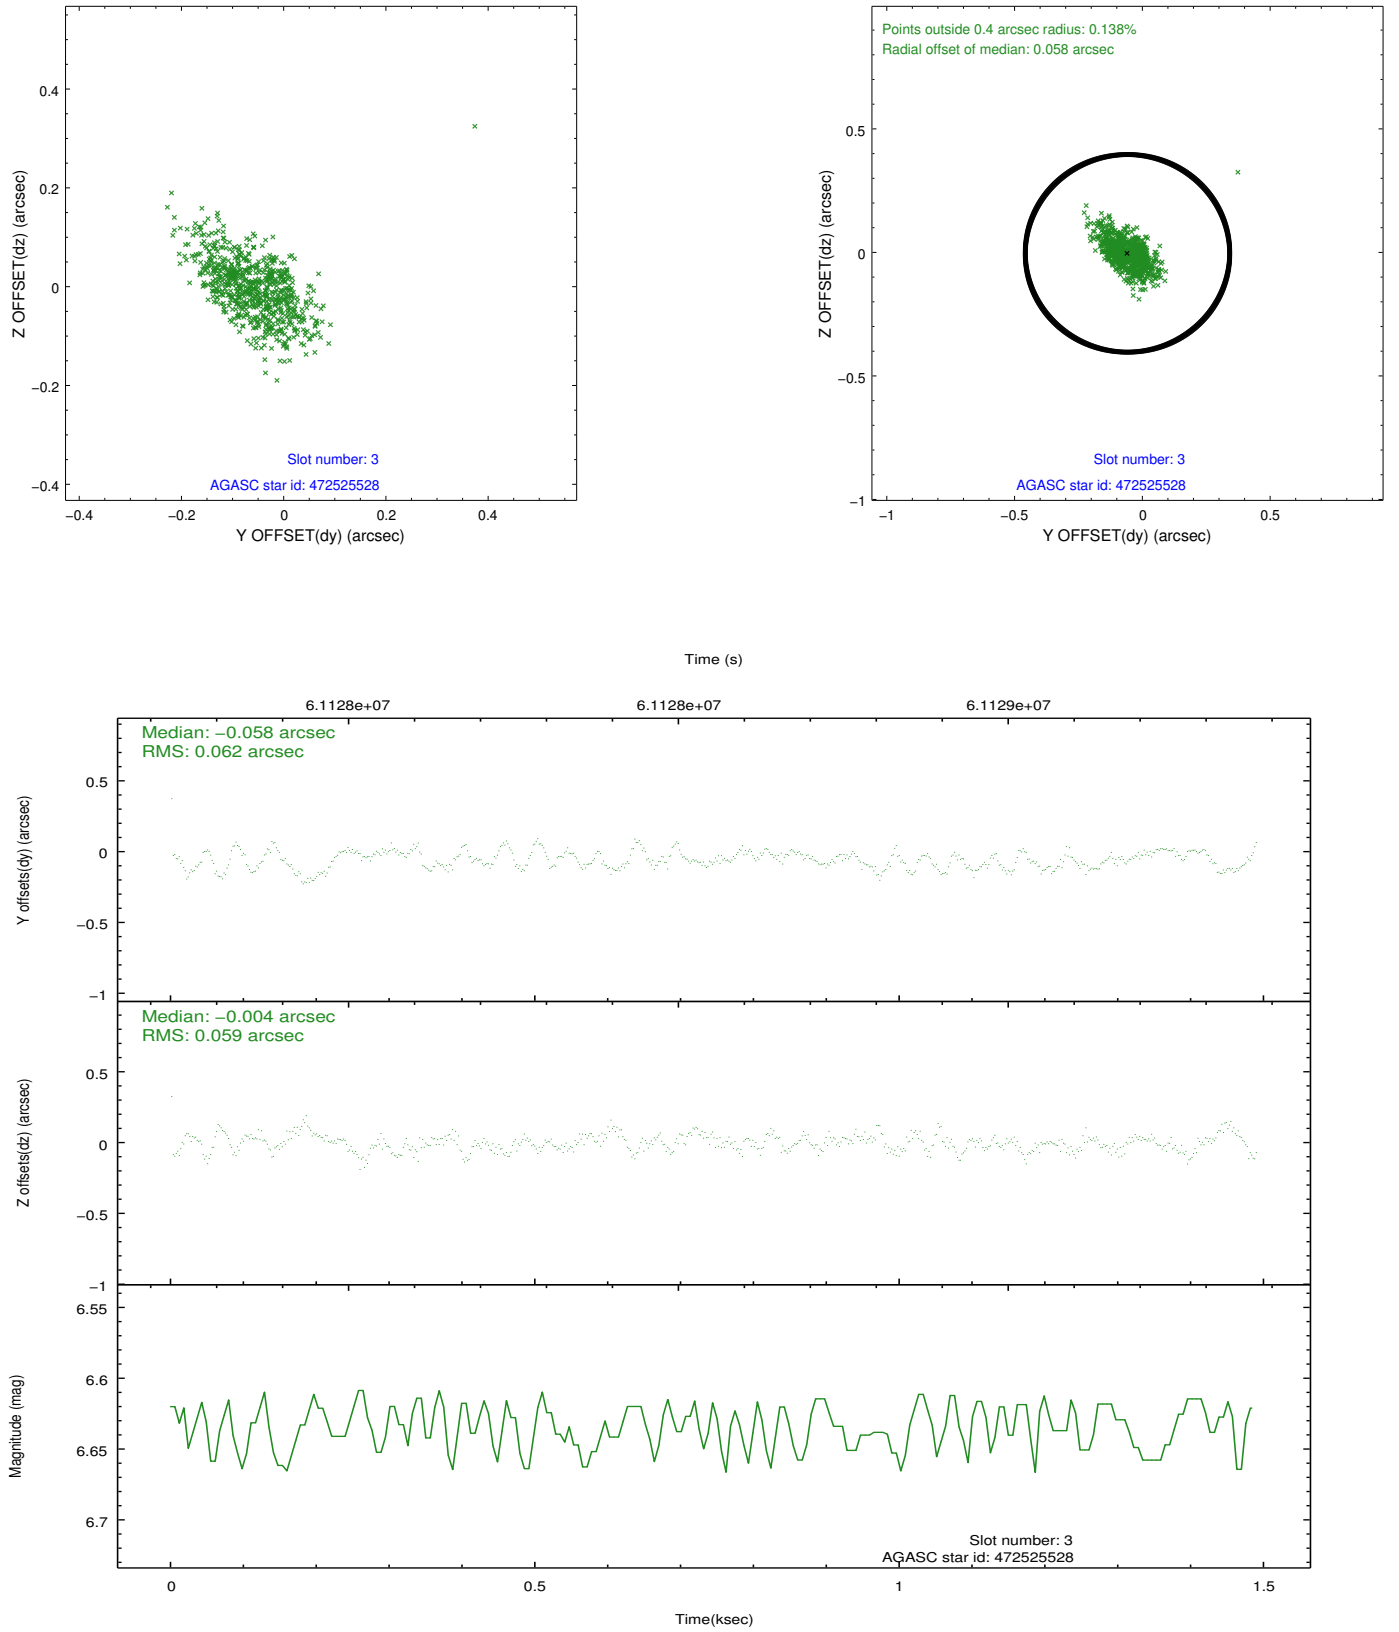 0.4
0.2
0
−0.2
−0.4
Z OFFSET(dz) (arcsec)
Slot number: 3
AGASC star id: 472525528
−0.4
−0.2
0
0.2
0.4
Y OFFSET(dy) (arcsec)
Points outside 0.4 arcsec radius: 0.138%
Radial offset of median: 0.058 arcsec
0.5
0
−0.5
−1
Z OFFSET(dz) (arcsec)
Slot number: 3
AGASC star id: 472525528
−1
−0.5
0
0.5
Y OFFSET(dy) (arcsec)
Time (s)
6.1128e+07
6.1128e+07
6.1129e+07
Median: −0.058 arcsec
RMS: 0.062 arcsec
0.5
0
−0.5
−1
Y offsets(dy) (arcsec)
Median: −0.004 arcsec
RMS: 0.059 arcsec
0.5
0
−0.5
−1
Z offsets(dz) (arcsec)
6.55
6.6
6.65
6.7
Magnitude (mag)
Slot number: 3
AGASC star id: 472525528
0
0.5
1
1.5
Time(ksec)